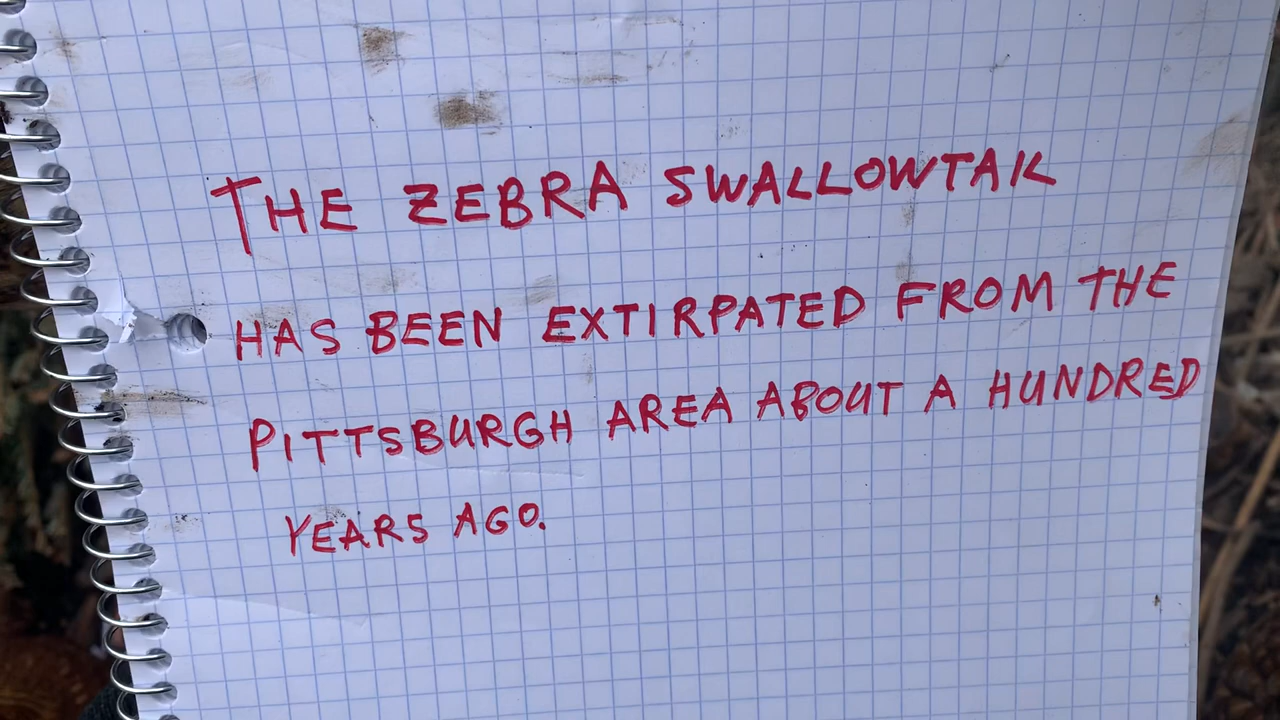 THE ZEBRA SWALLOWTAIL
HAS BEEN EXTIRPATED FROM THE
PITTSBURGH AREA ABOUT A HUNDRED
YEARS AGO.